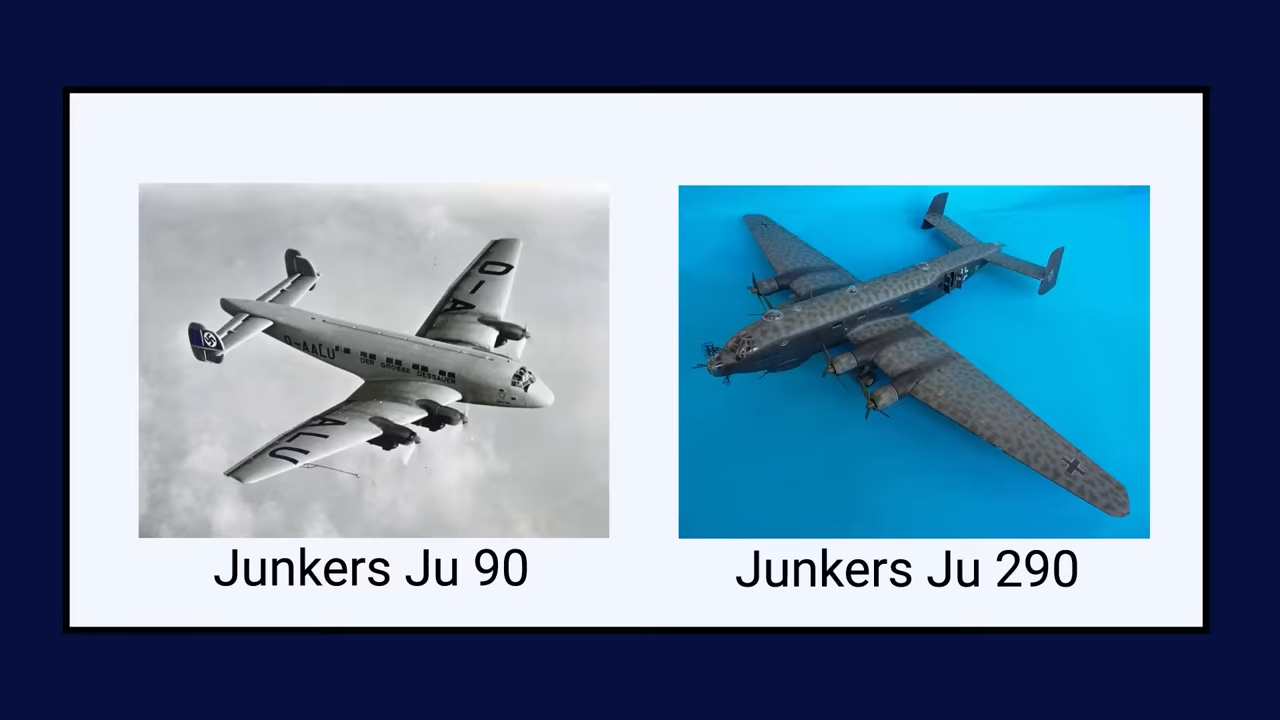 D-A
D-AALU
DER GROSSE DESSAUER
ALU
Junkers Ju 90
Junkers Ju 290